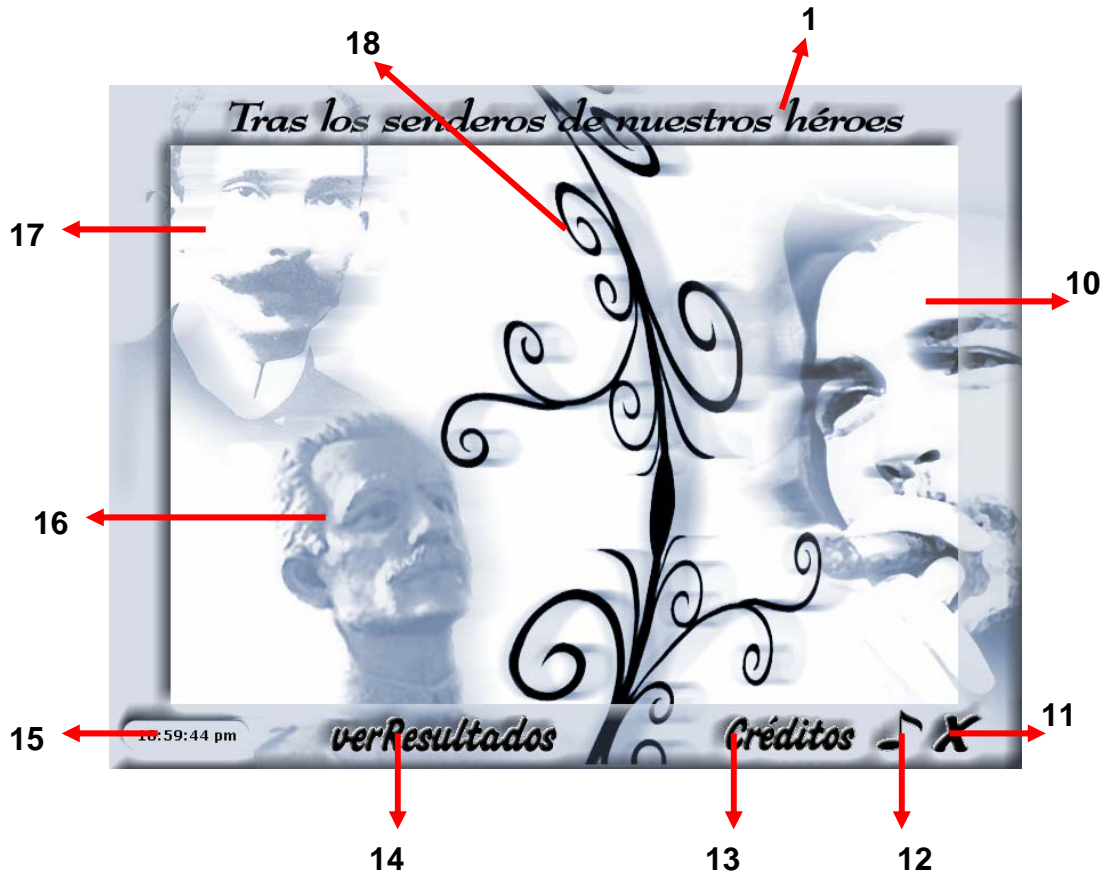 1
18
Tras los senderos de nuestros héroes
17
10
16
15
18:59:44 pm
verResultados
Créditos
11
14
13
12